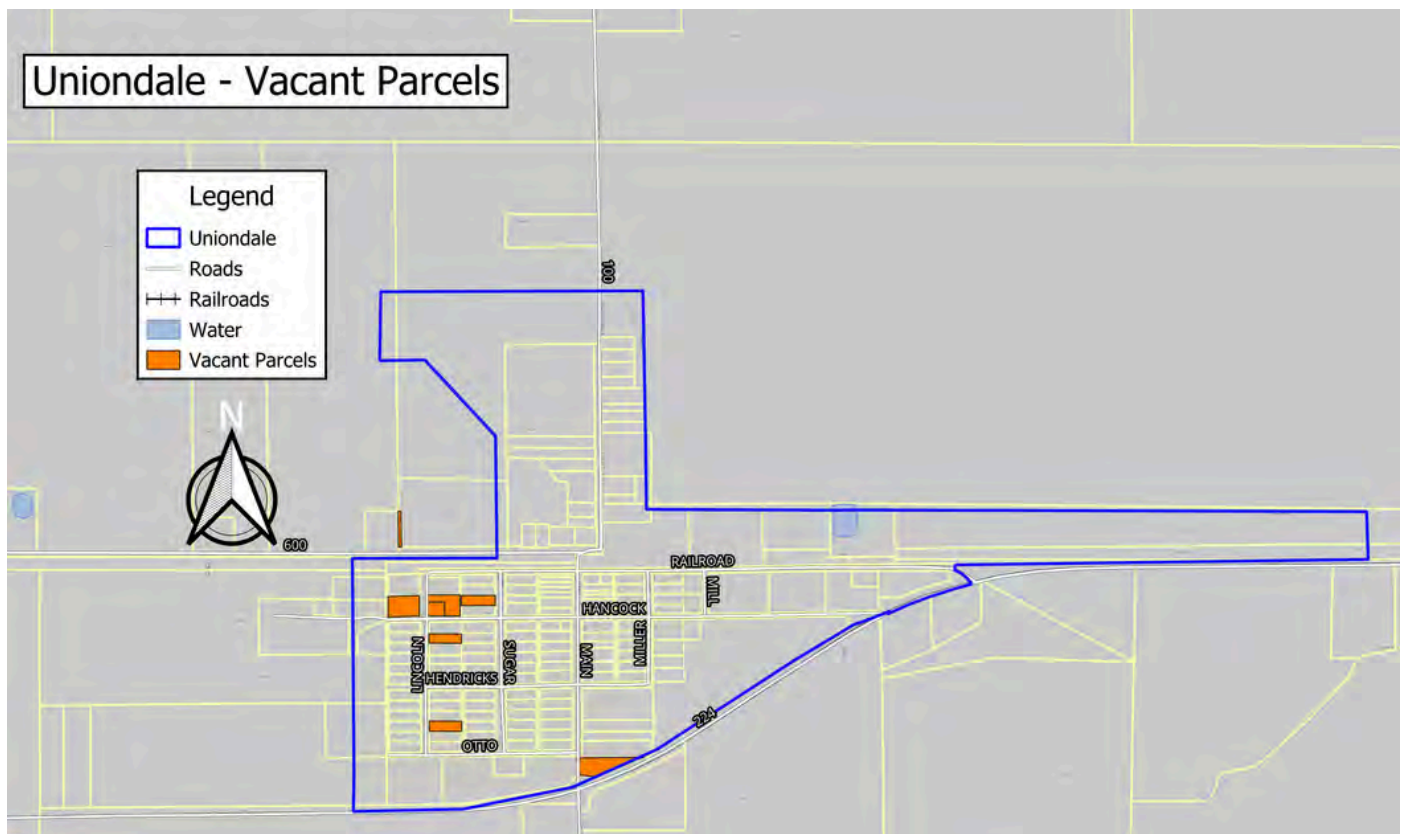 Uniondale - Vacant Parcels
Legend
Uniondale
Roads
Railroads
Water
Vacant Parcels
N
100
600
RAILROAD
MILL
HANCOCK
MILLER
LINCOLN
SUGAR
MAIN
HENDRICKS
224
OTTO